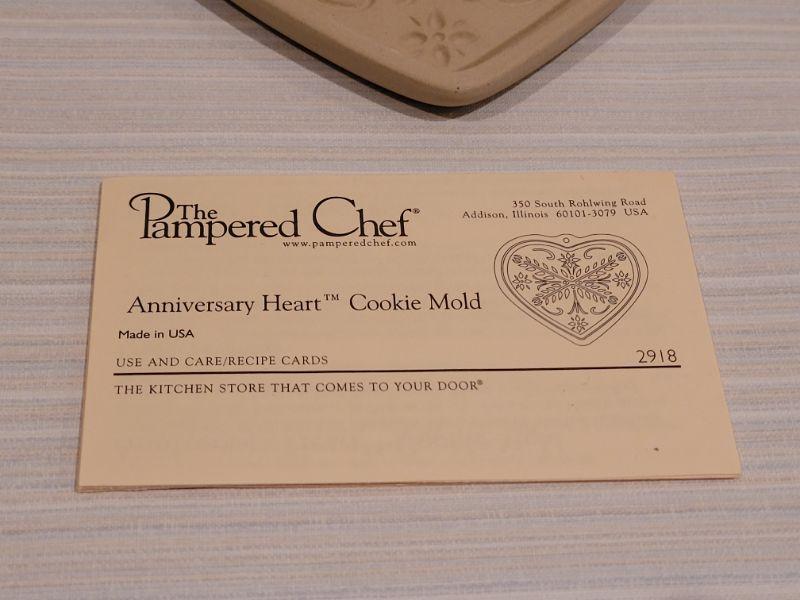 The
Pampered Chef®
www.pamperedchef.com
350 South Rohlwing Road
Addison, Illinois 60101-3079 USA
Anniversary Heart™ Cookie Mold
Made in USA
USE AND CARE/RECIPE CARDS
2918
THE KITCHEN STORE THAT COMES TO YOUR DOOR®